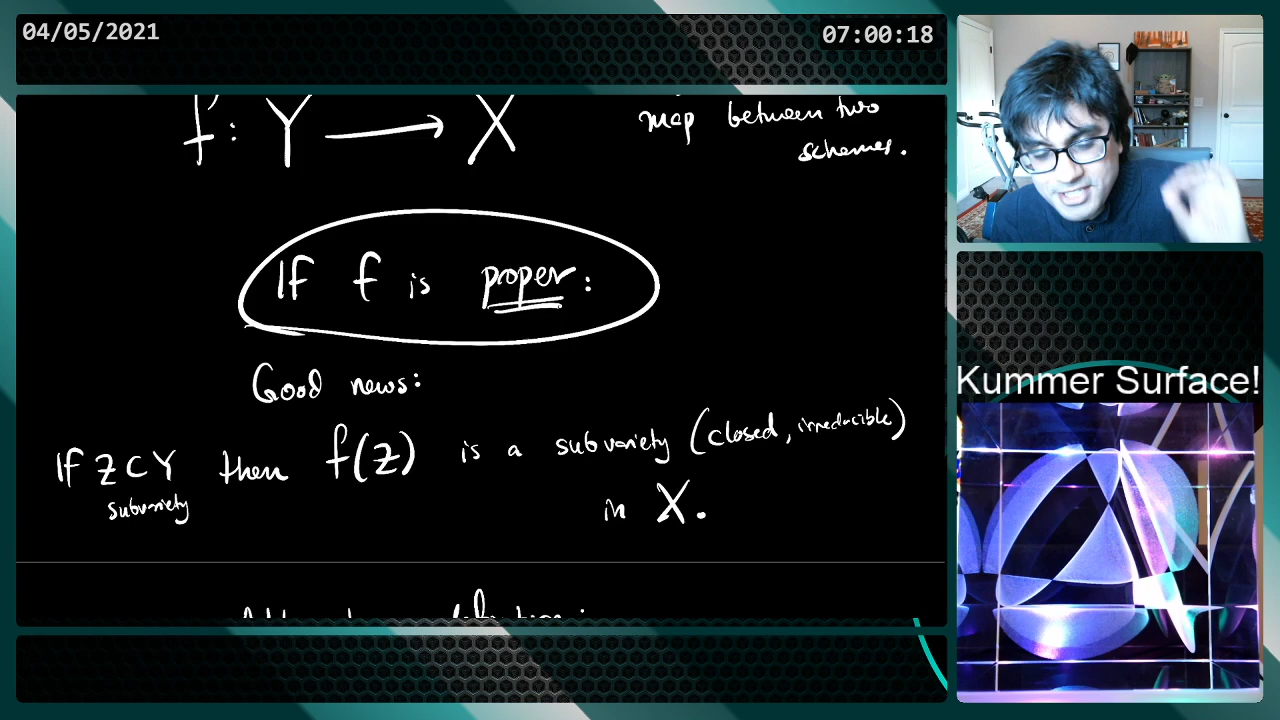 04/05/2021
07:00:18
f: Y → X
map between two
schemes.
If f is proper:
Good news:
If Z ⊂ Y then f(Z) is a subvariety (closed, irreducible)
subvariety
in X.
Kummer Surface!